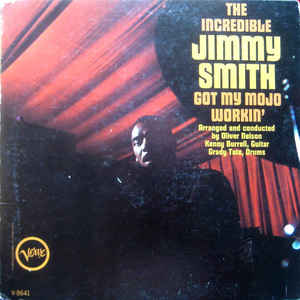 THE
INCREDIBLE
JIMMY
SMITH
GOT MY MOJO
WORKIN'
Arranged and conducted
by Oliver Nelson
Kenny Burrell, Guitar
Grady Tate, Drums
Verve
V-8641